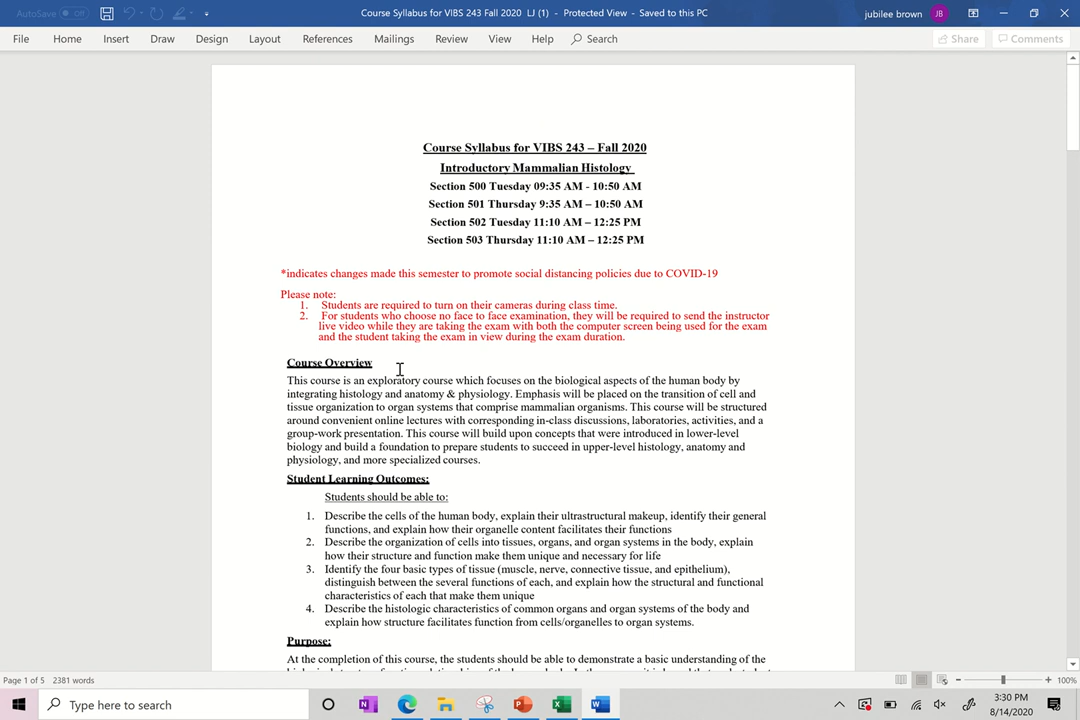 AutoSave Off
Course Syllabus for VIBS 243 Fall 2020 LJ (1) - Protected View - Saved to this PC
jubilee brown JB
File Home Insert Draw Design Layout References Mailings Review View Help Search Share Comments
Course Syllabus for VIBS 243 – Fall 2020
Introductory Mammalian Histology
Section 500 Tuesday 09:35 AM - 10:50 AM
Section 501 Thursday 9:35 AM – 10:50 AM
Section 502 Tuesday 11:10 AM – 12:25 PM
Section 503 Thursday 11:10 AM – 12:25 PM
*indicates changes made this semester to promote social distancing policies due to COVID-19
Please note:
1. Students are required to turn on their cameras during class time.
2. For students who choose no face to face examination, they will be required to send the instructor
live video while they are taking the exam with both the computer screen being used for the exam
and the student taking the exam in view during the exam duration.
Course Overview
This course is an exploratory course which focuses on the biological aspects of the human body by
integrating histology and anatomy & physiology. Emphasis will be placed on the transition of cell and
tissue organization to organ systems that comprise mammalian organisms. This course will be structured
around convenient online lectures with corresponding in-class discussions, laboratories, activities, and a
group-work presentation. This course will build upon concepts that were introduced in lower-level
biology and build a foundation to prepare students to succeed in upper-level histology, anatomy and
physiology, and more specialized courses.
Student Learning Outcomes:
Students should be able to:
1. Describe the cells of the human body, explain their ultrastructural makeup, identify their general
functions, and explain how their organelle content facilitates their functions
2. Describe the organization of cells into tissues, organs, and organ systems in the body, explain
how their structure and function make them unique and necessary for life
3. Identify the four basic types of tissue (muscle, nerve, connective tissue, and epithelium),
distinguish between the several functions of each, and explain how the structural and functional
characteristics of each that make them unique
4. Describe the histologic characteristics of common organs and organ systems of the body and
explain how structure facilitates function from cells/organelles to organ systems.
Purpose:
At the completion of this course, the students should be able to demonstrate a basic understanding of the
Page 1 of 5 2381 words
100%
Type here to search
3:30 PM
8/14/2020